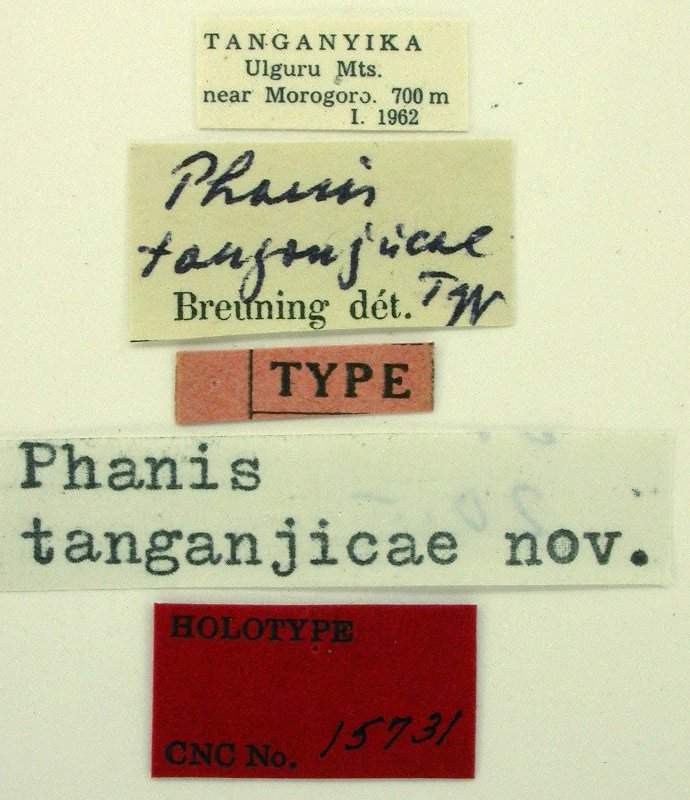 TANGANYIKA
Ulguru Mts.
near Morogoro. 700 m
I. 1962
Phanis
tanganjicae
Breuning dét.
TYPE
Phanis
tanganjicae nov.
HOLOTYPE
CNC No. 15731